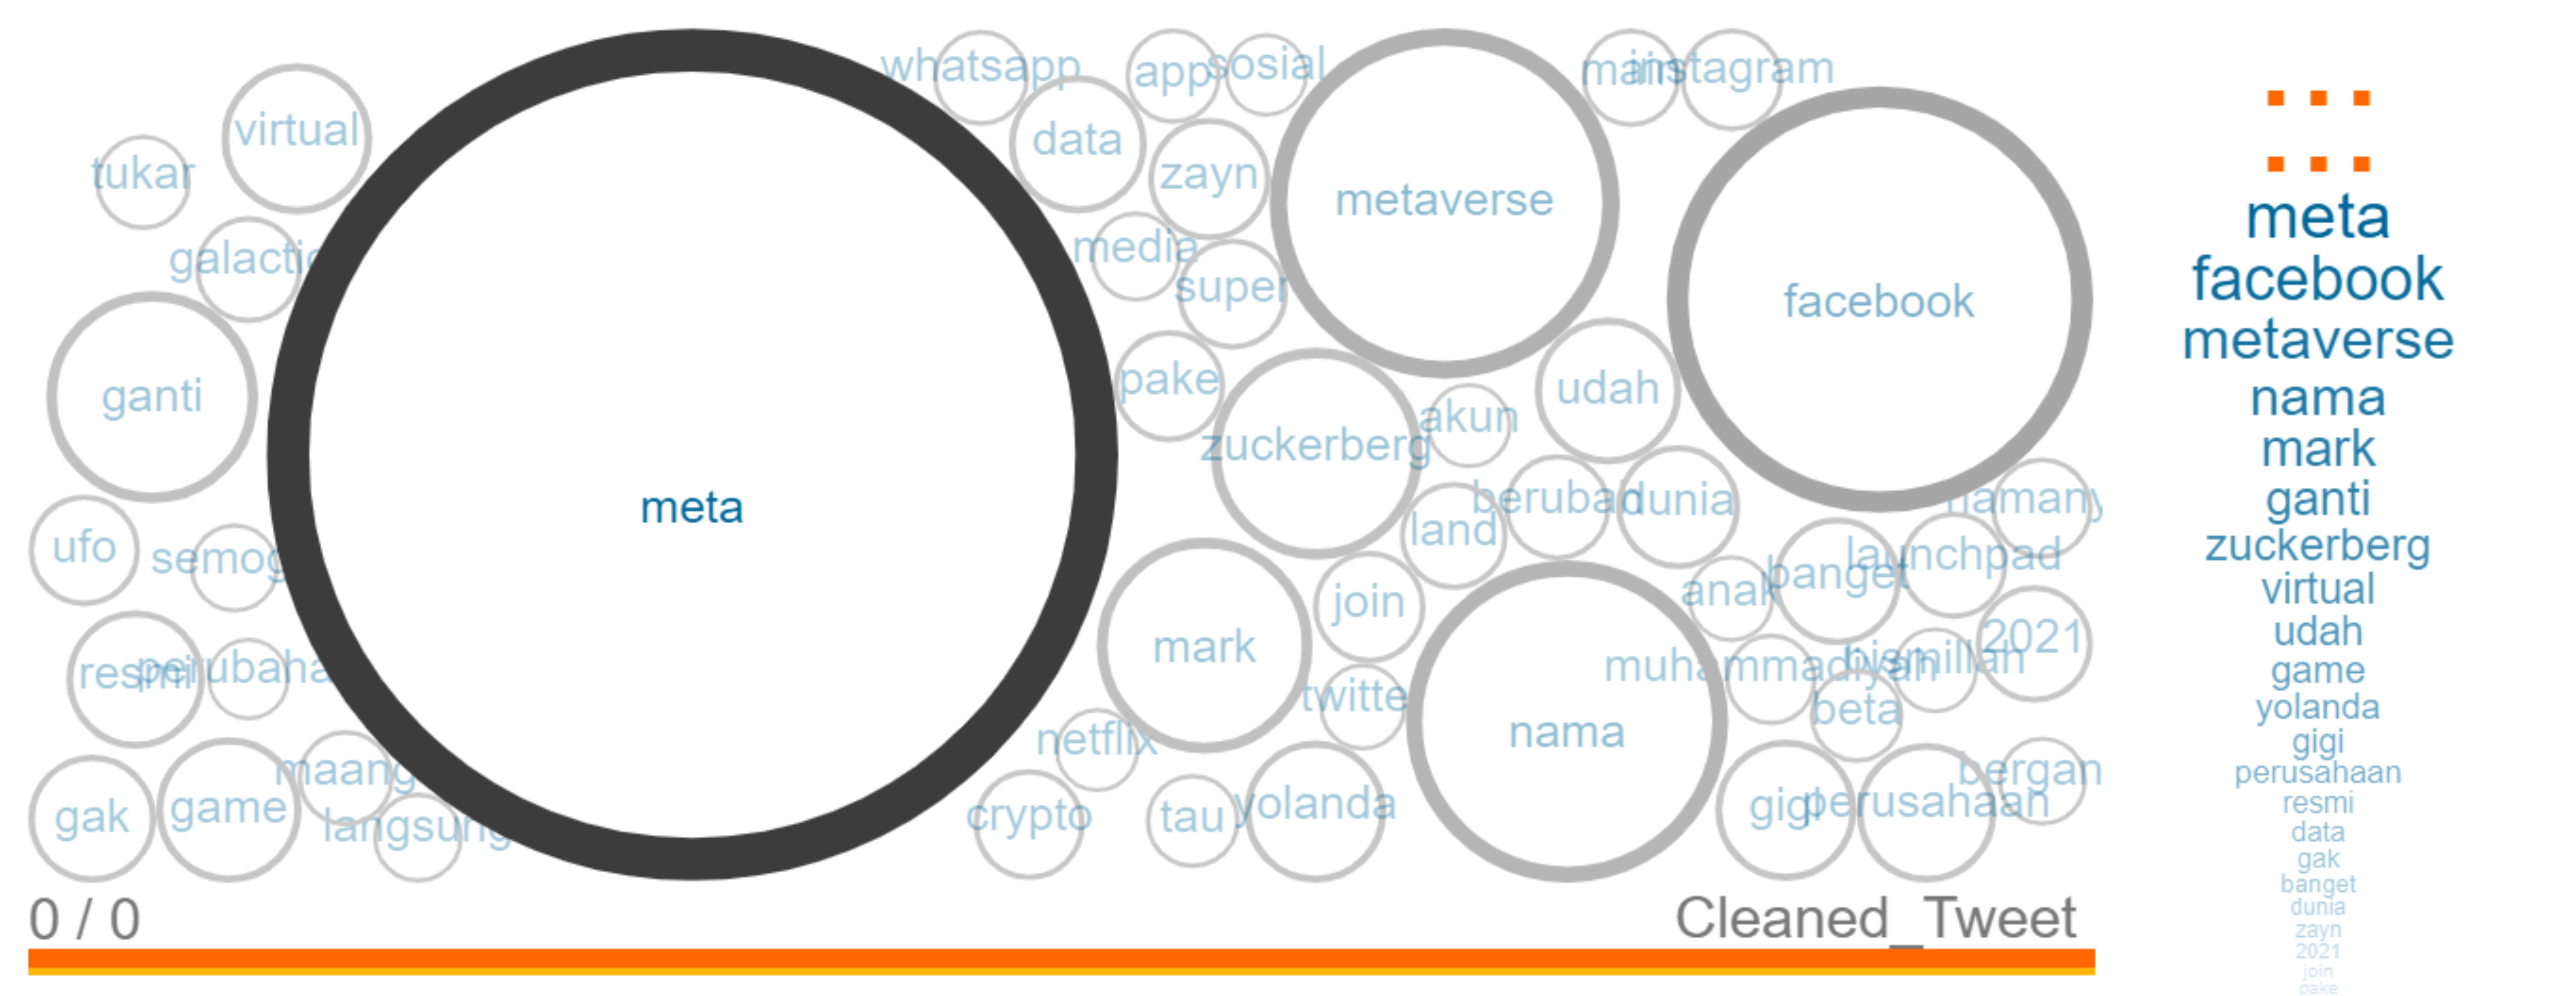 whatsapp
app
sosial
main
instagram
virtual
data
tukar
zayn
metaverse
galactic
media
super
facebook
ganti
pake
udah
akun
zuckerberg
meta
ufo
semog
land
berubah
dunia
namany
launchpad
join
anak
banget
mark
2021
resmi
perubaha
muhammadiyah
bismillah
twitte
nama
beta
netflix
maang
bergan
gak
game
langsung
crypto
tau
yolanda
gigi
perusahaan
0 / 0
Cleaned_Tweet
meta
facebook
metaverse
nama
mark
ganti
zuckerberg
virtual
udah
game
yolanda
gigi
perusahaan
resmi
data
gak
banget
dunia
zayn
2021
join
pake